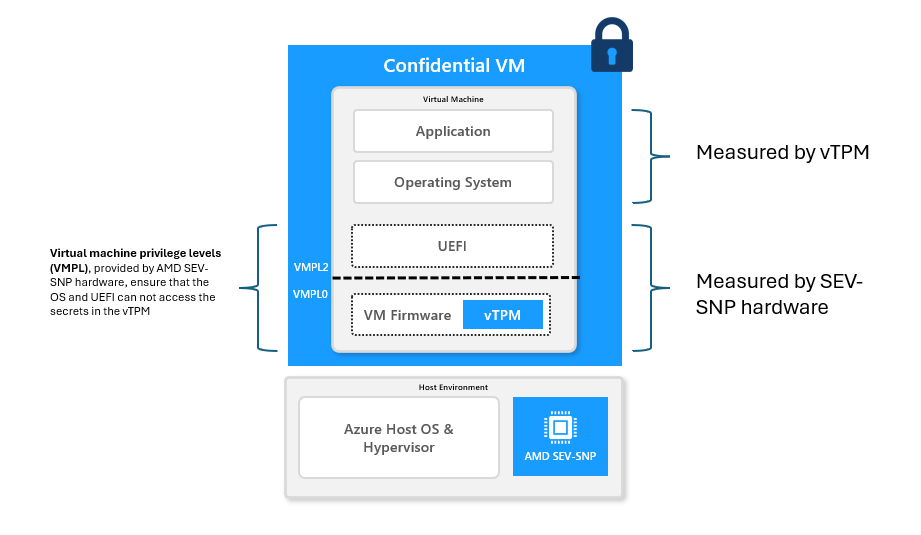 Confidential VM
Virtual Machine
Application
Measured by vTPM
Operating System
UEFI
Virtual machine privilege levels
(VMPL), provided by AMD SEV-
SNP hardware, ensure that the
OS and UEFI can not access the
secrets in the vTPM
VMPL2
VMPL0
Measured by SEV-
SNP hardware
VM Firmware
vTPM
Host Environment
Azure Host OS &
Hypervisor
AMD SEV-SNP